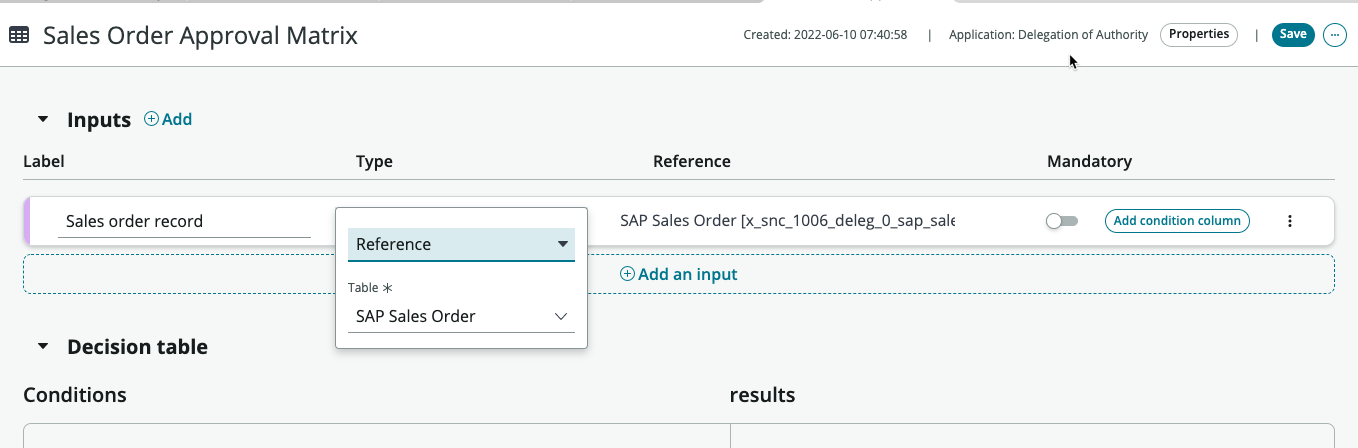 Sales Order Approval Matrix
Created: 2022-06-10 07:40:58 | Application: Delegation of Authority Properties | Save ...
Inputs Add
Label Type Reference Mandatory
Sales order record SAP Sales Order [x_snc_1006_deleg_0_sap_sale Add condition column
Reference
Add an input
Table *
SAP Sales Order
Decision table
Conditions results